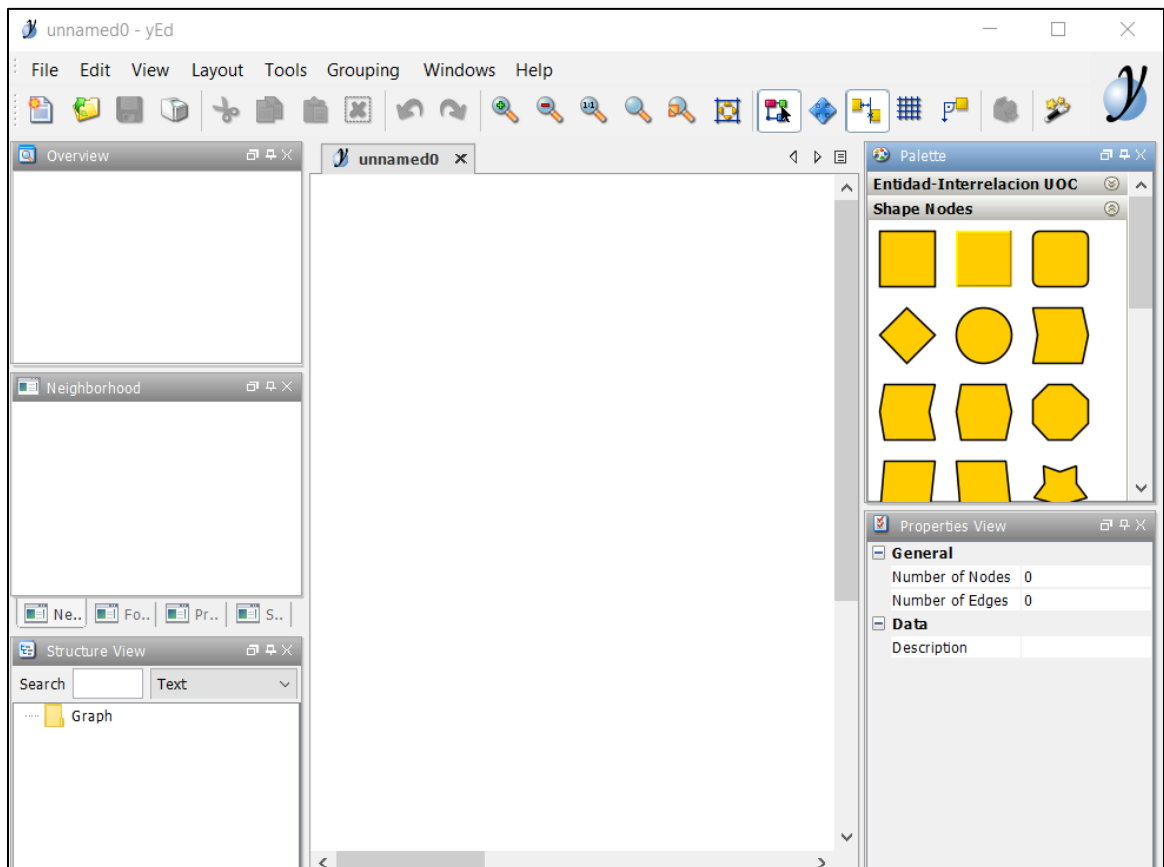 unnamed0 - yEd
File Edit View Layout Tools Grouping Windows Help
1:1
y
Overview
unnamed0
Palette
Entidad-Interrelacion UOC
Shape Nodes
Neighborhood
Ne.. Fo.. Pr.. S..
Structure View
Search Text
Graph
Properties View
General
Number of Nodes 0
Number of Edges 0
Data
Description